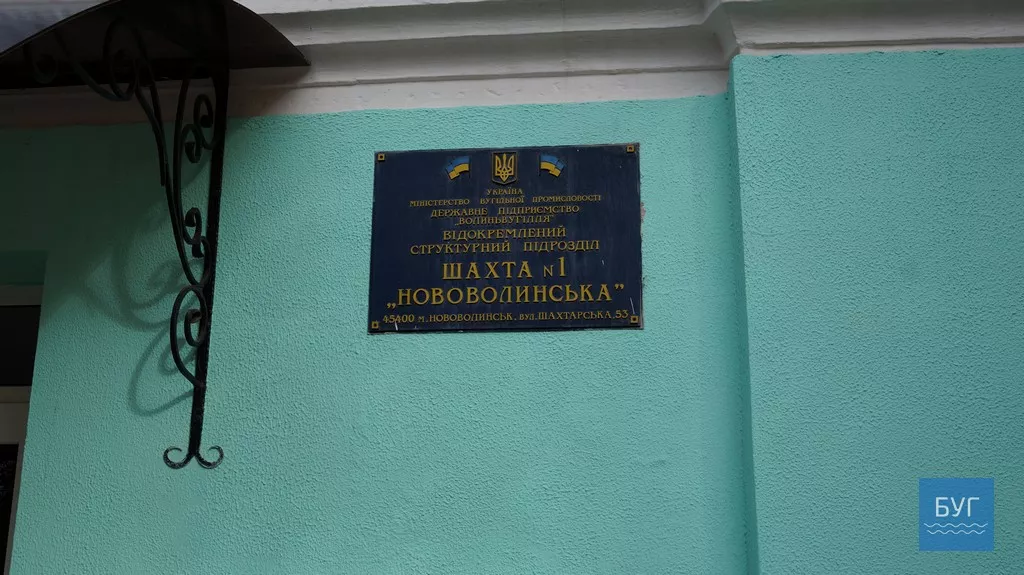 УКРАЇНА
МІНІСТЕРСТВО ВУГІЛЬНОЇ ПРОМИСЛОВОСТІ
ДЕРЖАВНЕ ПІДПРИЄМСТВО
"ВОЛИНЬВУГІЛЛЯ"
ВІДОКРЕМЛЕНИЙ
СТРУКТУРНИЙ ПІДРОЗДІЛ
ШАХТА №1
„НОВОВОЛИНСЬКА”
45400 м. НОВОВОЛИНСЬК, вул. ШАХТАРСЬКА, 53
БУГ